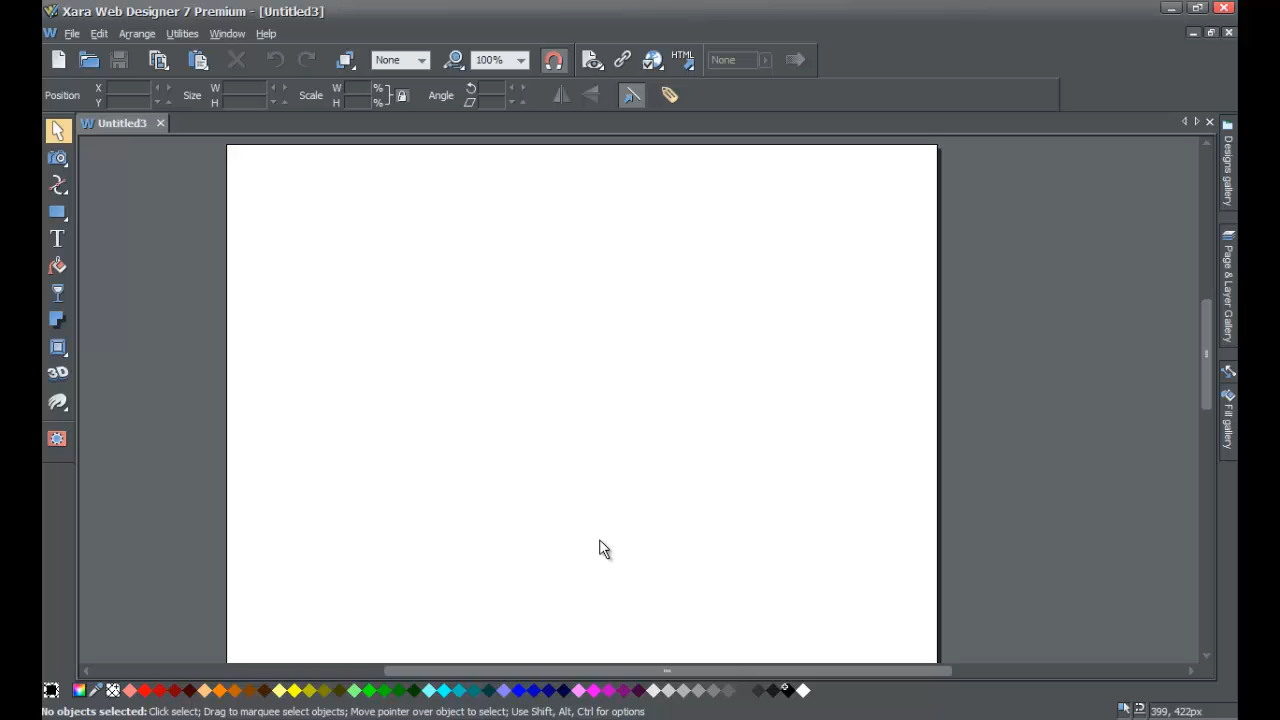 Xara Web Designer 7 Premium - [Untitled3]
File Edit Arrange Utilities Window Help
None 100% HTML None
Position X Y Size W H Scale W H % % Angle
Untitled3
T
3D
Designs gallery
Page & Layer Gallery
Fill gallery
No objects selected: Click select; Drag to marquee select objects; Move pointer over object to select; Use Shift, Alt, Ctrl for options
399, 422px